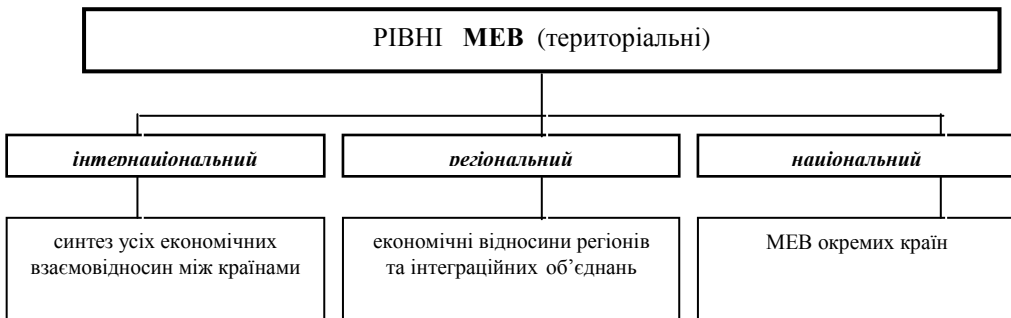 РІВНІ МЕВ (територіальні)
інтернаціональний
регіональний
національний
синтез усіх економічних
взаємовідносин між країнами
економічні відносини регіонів
та інтеграційних об’єднань
МЕВ окремих країн